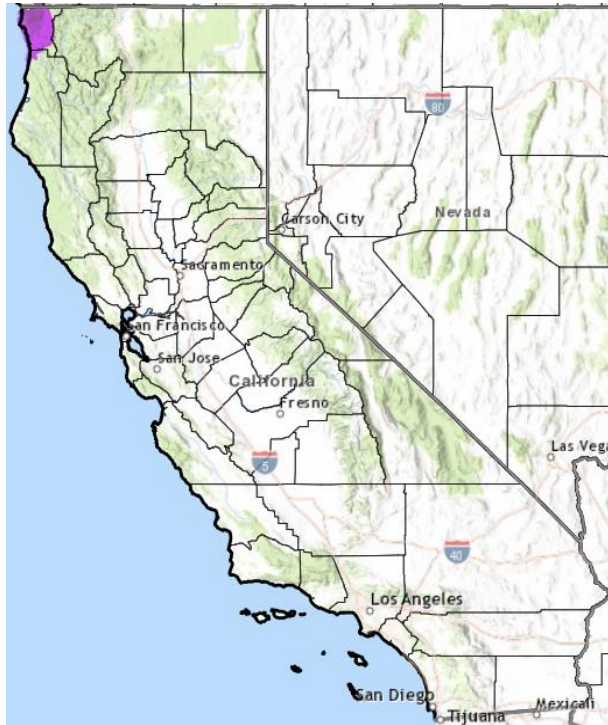 80
Carson City
Nevada
Sacramento
San Francisco
San Jose
California
Fresno
Las Vega
5
40
Los Angeles
San Diego
Tijuana
Mexicali